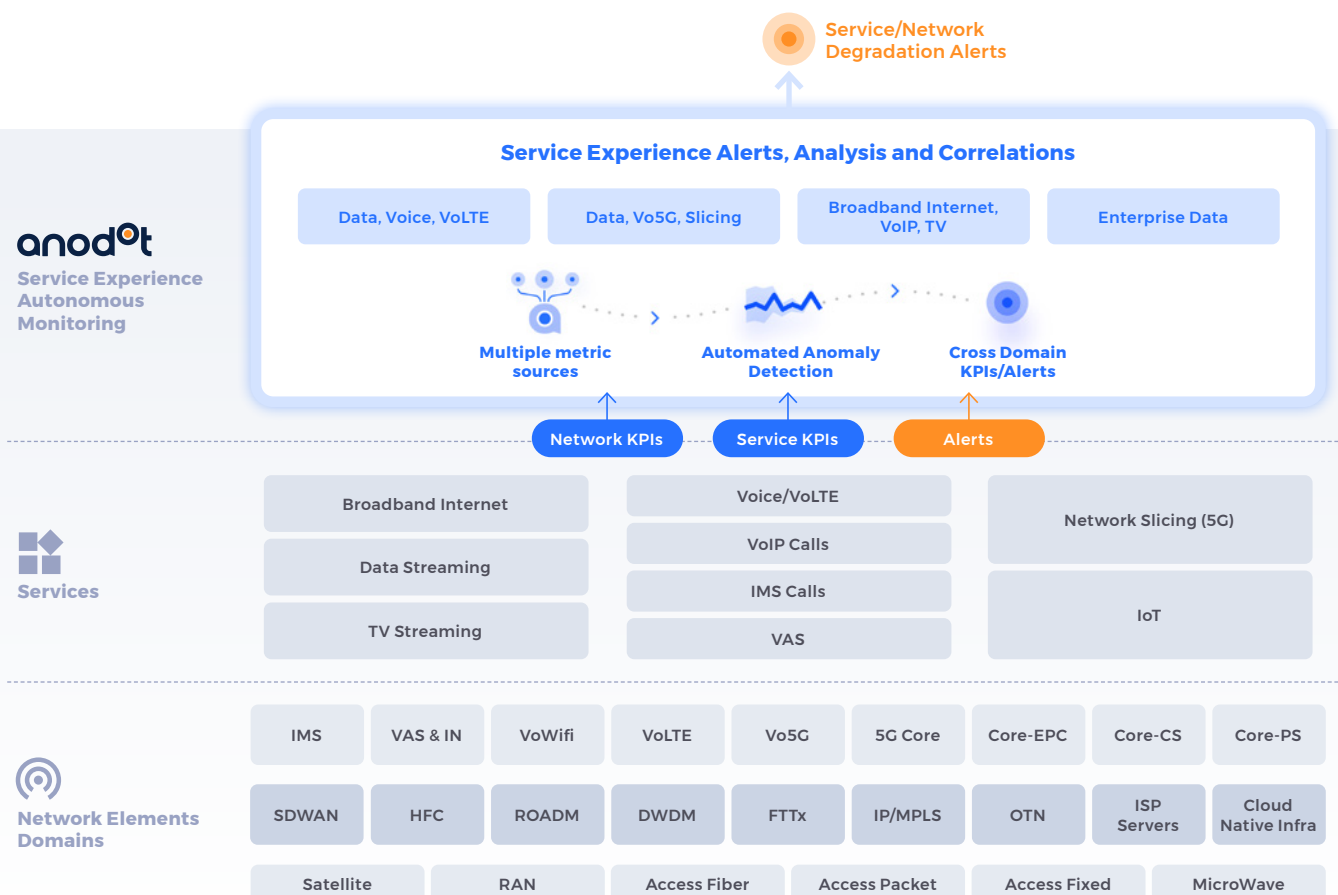 Service/Network
Degradation Alerts
Service Experience Alerts, Analysis and Correlations
Data, Voice, VoLTE
Data, Vo5G, Slicing
Broadband Internet,
VoIP, TV
Enterprise Data
anodot
Service Experience
Autonomous
Monitoring
Multiple metric
sources
Automated Anomaly
Detection
Cross Domain
KPIs/Alerts
Network KPIs
Service KPIs
Alerts
Services
Broadband Internet
Data Streaming
TV Streaming
Voice/VoLTE
VoIP Calls
IMS Calls
VAS
Network Slicing (5G)
IoT
Network Elements
Domains
IMS
VAS & IN
VoWifi
VoLTE
Vo5G
5G Core
Core-EPC
Core-CS
Core-PS
SDWAN
HFC
ROADM
DWDM
FTTx
IP/MPLS
OTN
ISP
Servers
Cloud
Native Infra
Satellite
RAN
Access Fiber
Access Packet
Access Fixed
MicroWave